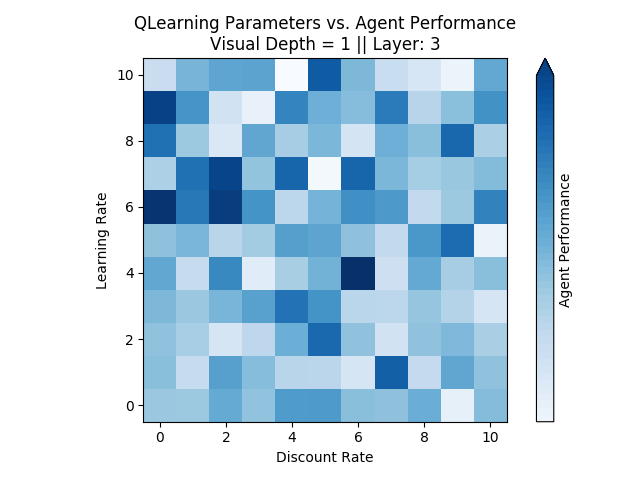 QLearning Parameters vs. Agent Performance
Visual Depth = 1 || Layer: 3
10
8
6
4
2
0
Learning Rate
0 2 4 6 8 10
Discount Rate
Agent Performance